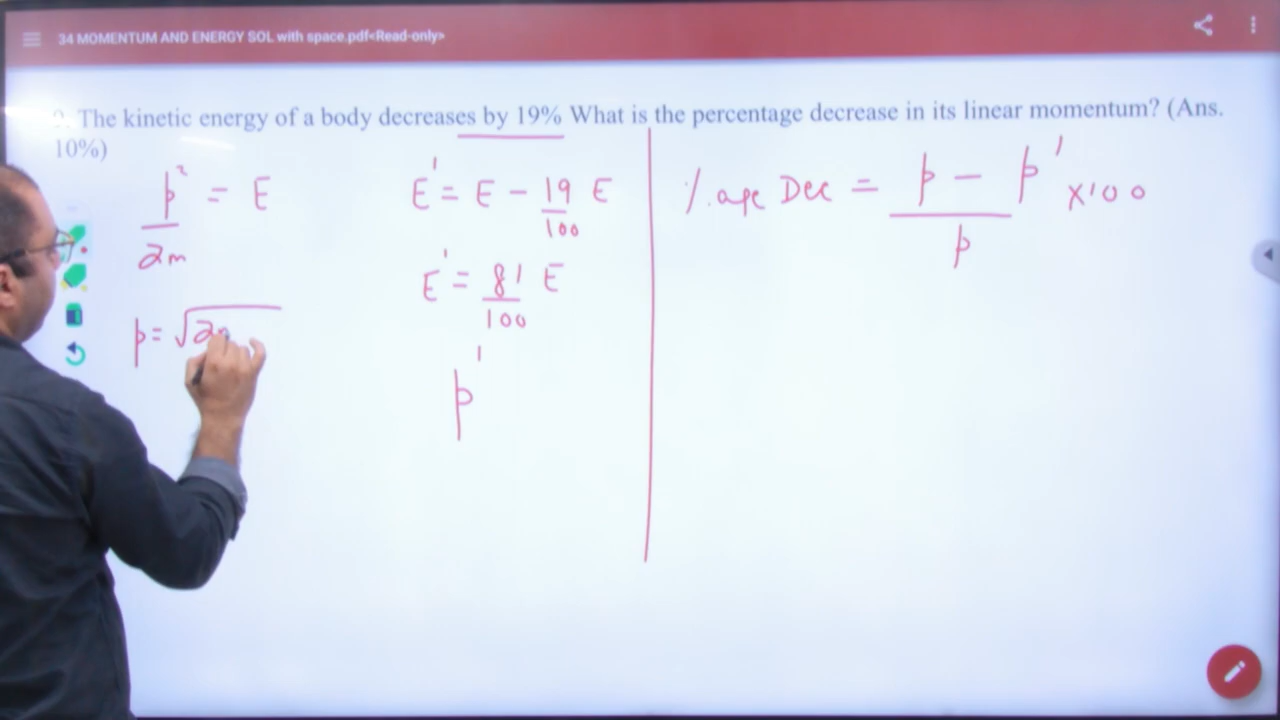 34 MOMENTUM AND ENERGY SOL with space.pdf<Read-only>
The kinetic energy of a body decreases by 19% What is the percentage decrease in its linear momentum? (Ans.
10%)
p²/2m = E
p = √2m
E' = E - 19/100 E
E' = 81/100 E
p'
%age Dec = p - p'/p x100